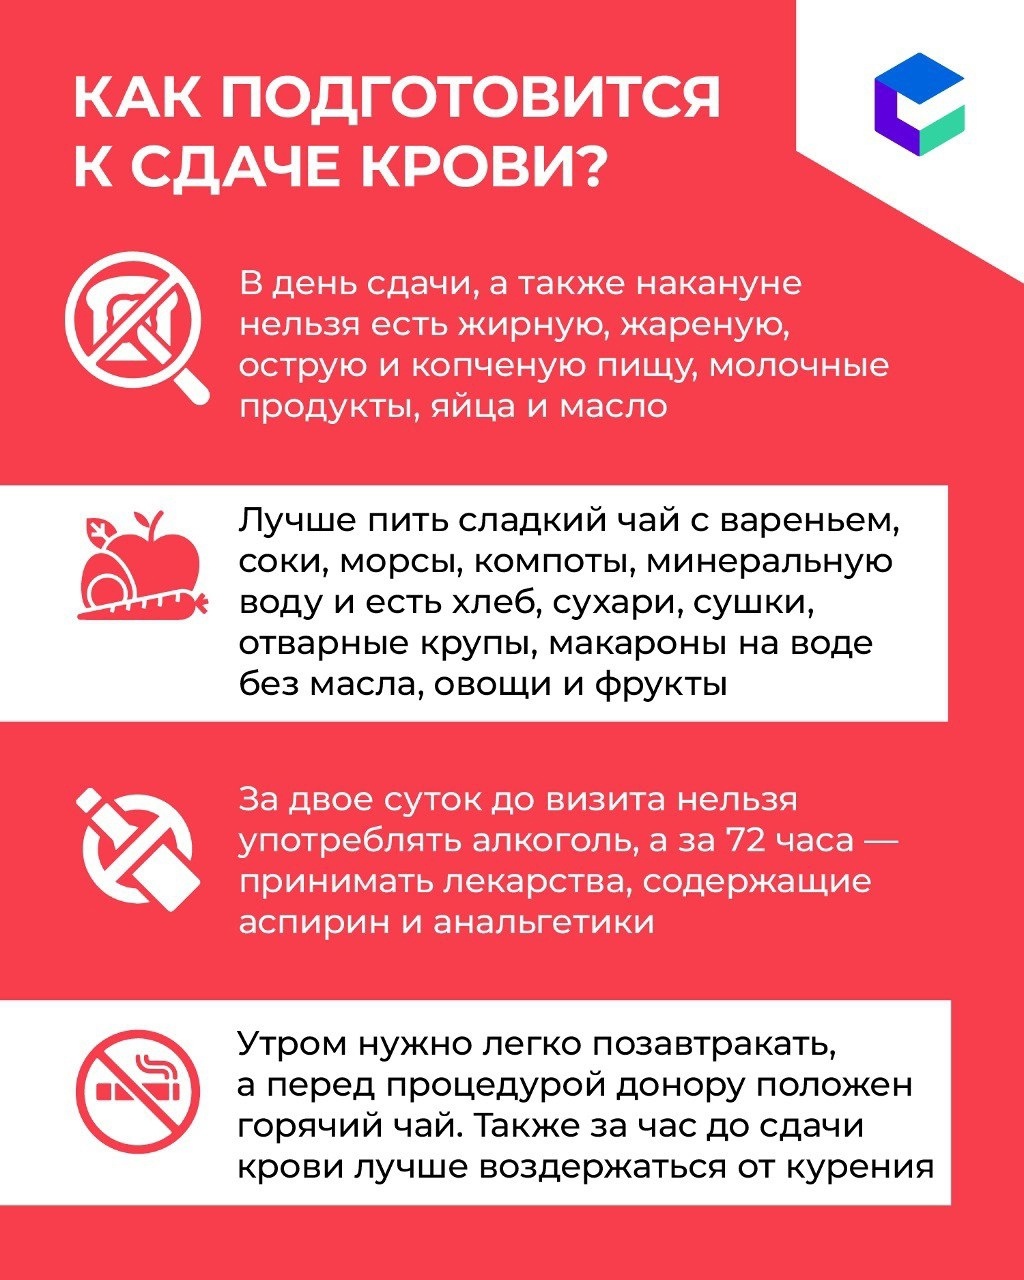 КАК ПОДГОТОВИТСЯ
К СДАЧЕ КРОВИ?
В день сдачи, а также накануне
нельзя есть жирную, жареную,
острую и копченую пищу, молочные
продукты, яйца и масло
Лучше пить сладкий чай с вареньем,
соки, морсы, компоты, минеральную
воду и есть хлеб, сухари, сушки,
отварные крупы, макароны на воде
без масла, овощи и фрукты
За двое суток до визита нельзя
употреблять алкоголь, а за 72 часа —
принимать лекарства, содержащие
аспирин и анальгетики
Утром нужно легко позавтракать,
а перед процедурой донору положен
горячий чай. Также за час до сдачи
крови лучше воздержаться от курения